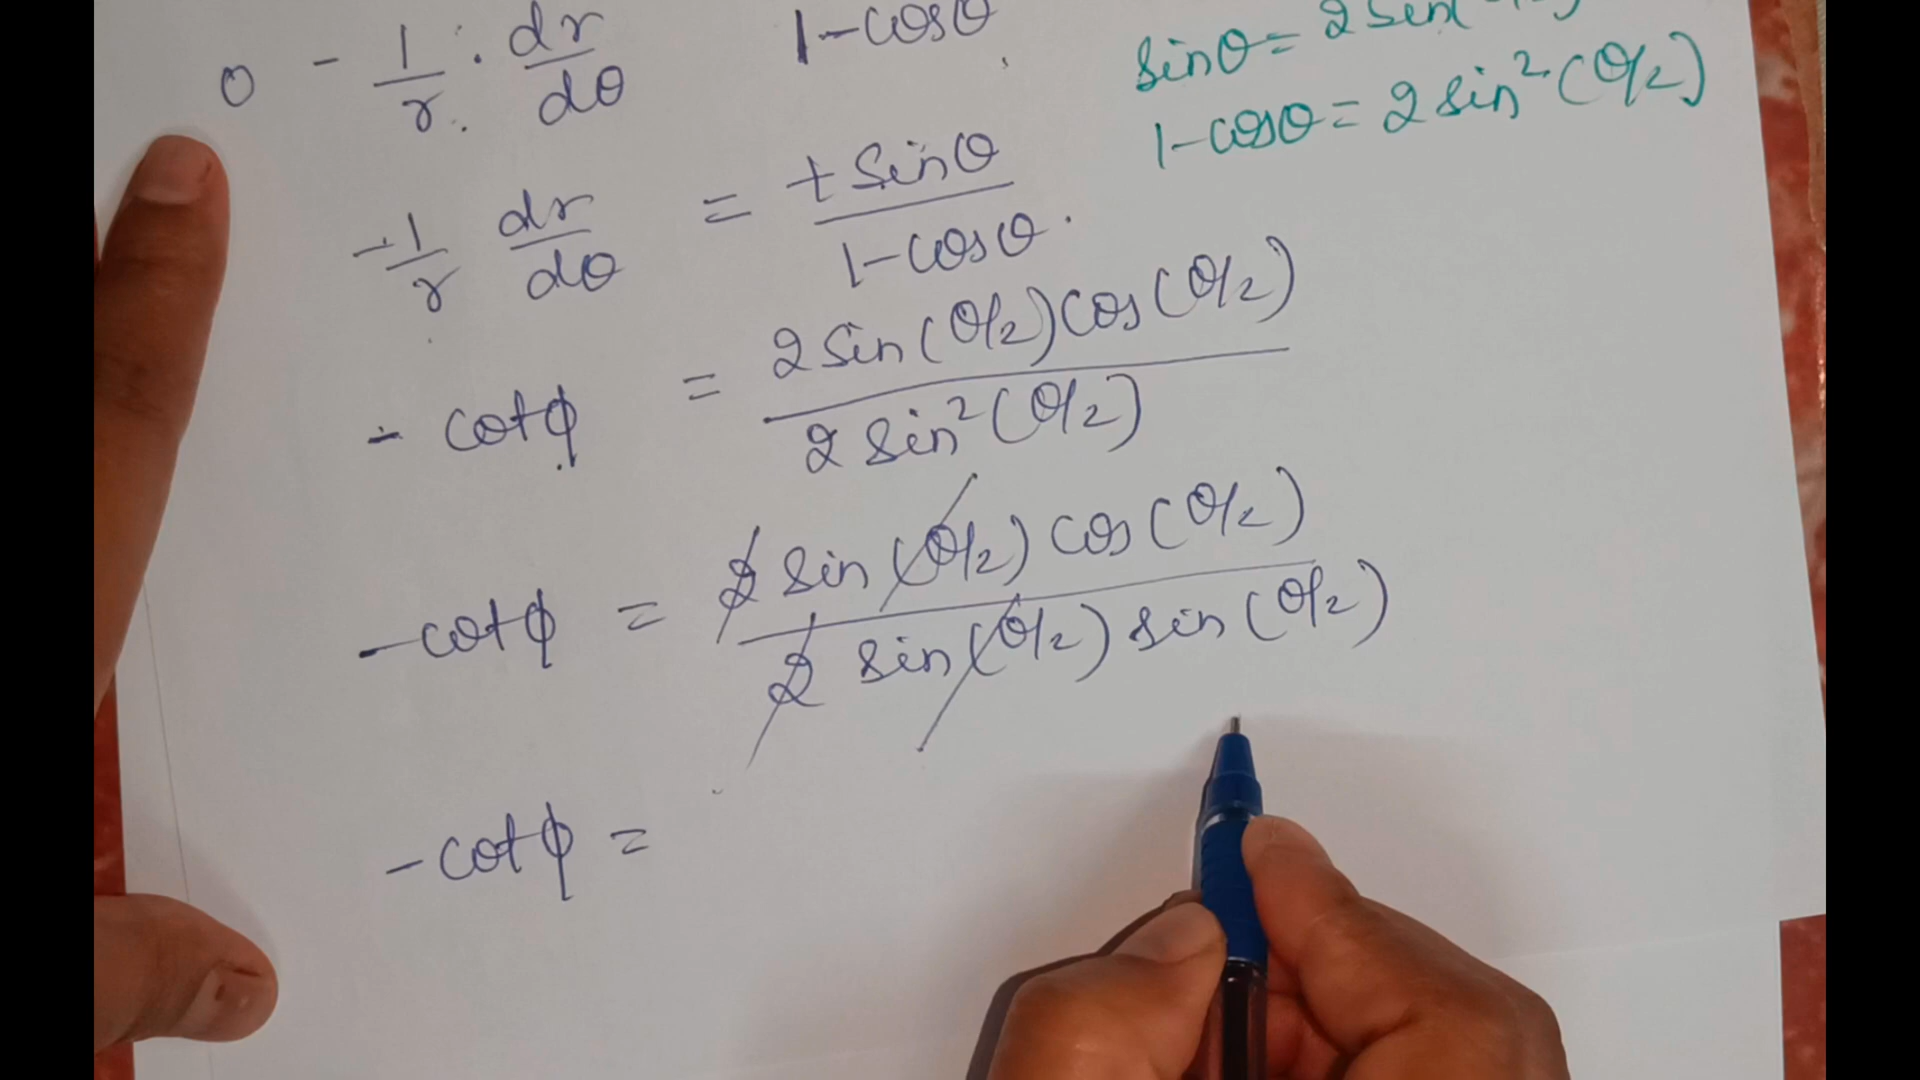 0 - 1/r · dr/dθ 1-cosθ
sinθ = 2 sin(
1-cosθ = 2 sin²(θ/2)
-1/r dr/dθ = +sinθ/1-cosθ.
- cotφ = 2 sin(θ/2) cos(θ/2) / 2 sin²(θ/2)
-cotφ = 2 sin(θ/2) cos(θ/2) / 2 sin(θ/2) sin(θ/2)
-cotφ =